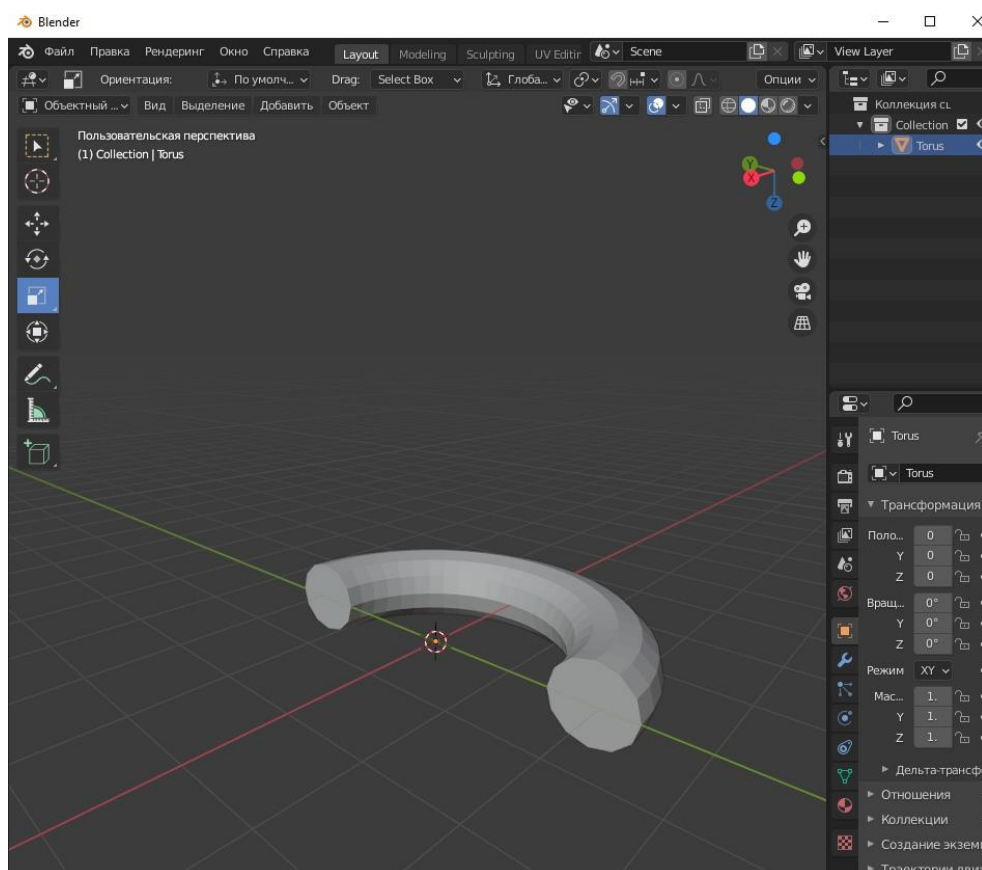 Blender
Файл Правка Рендеринг Окно Справка Layout Modeling Sculpting UV Editir Scene View Layer
Ориентация: По умолч... Drag: Select Box Глоба... Опции
Объектный ... Вид Выделение Добавить Объект
Пользовательская перспектива
(1) Collection | Torus
Y
X
Z
Коллекция сц
Collection
Torus
Torus
Torus
Трансформация
Поло... 0
Y 0
Z 0
Вращ... 0°
Y 0°
Z 0°
Режим XY
Мас... 1.
Y 1.
Z 1.
Дельта-трансф
Отношения
Коллекции
Создание экземп
Траектории движ